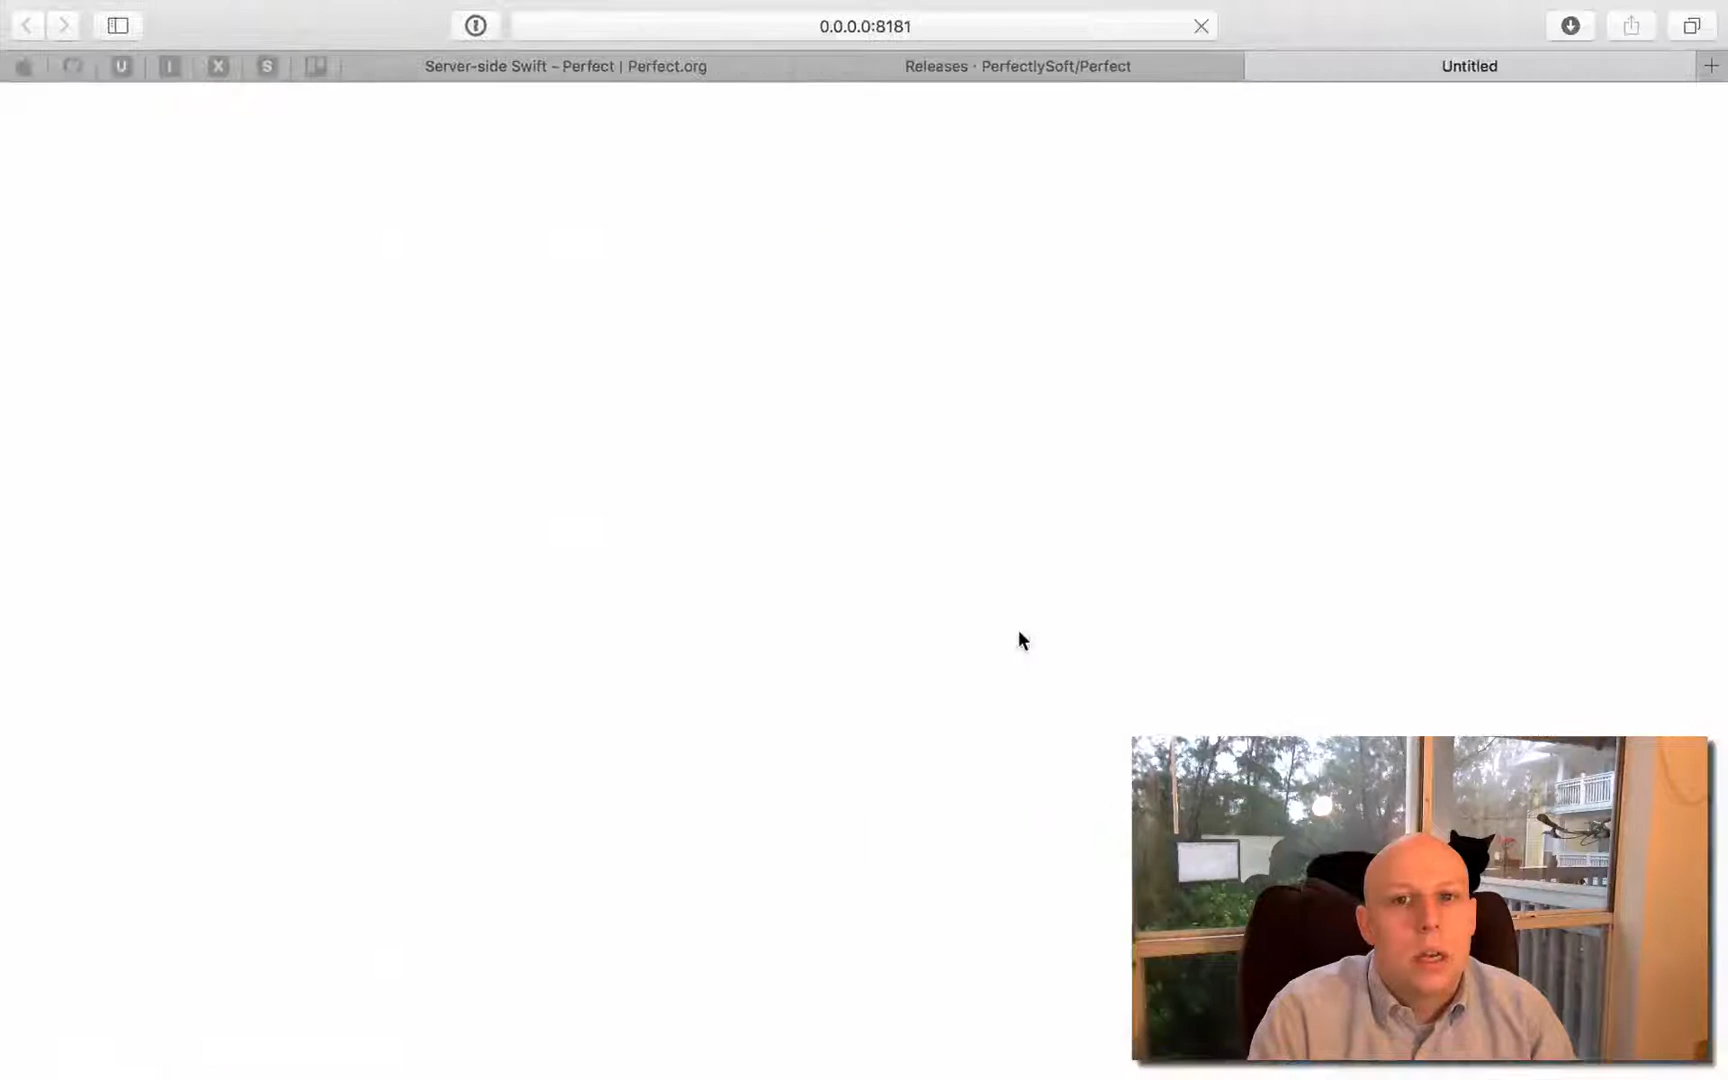 0.0.0.0:8181
U I X S
Server-side Swift – Perfect | Perfect.org
Releases · PerfectlySoft/Perfect
Untitled